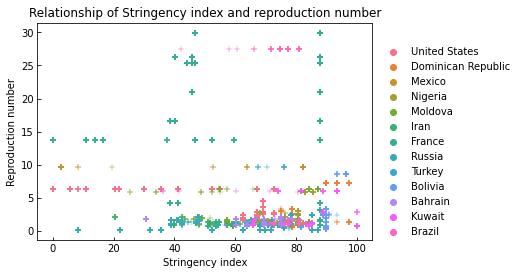 Relationship of Stringency index and reproduction number
30
25
20
15
10
5
0
Reproduction number
0 20 40 60 80 100
Stringency index
United States
Dominican Republic
Mexico
Nigeria
Moldova
Iran
France
Russia
Turkey
Bolivia
Bahrain
Kuwait
Brazil